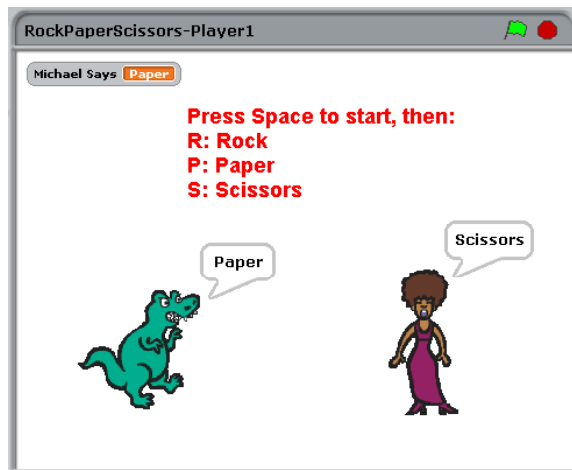 RockPaperScissors-Player1
Michael Says Paper
Press Space to start, then:
R: Rock
P: Paper
S: Scissors
Scissors
Paper